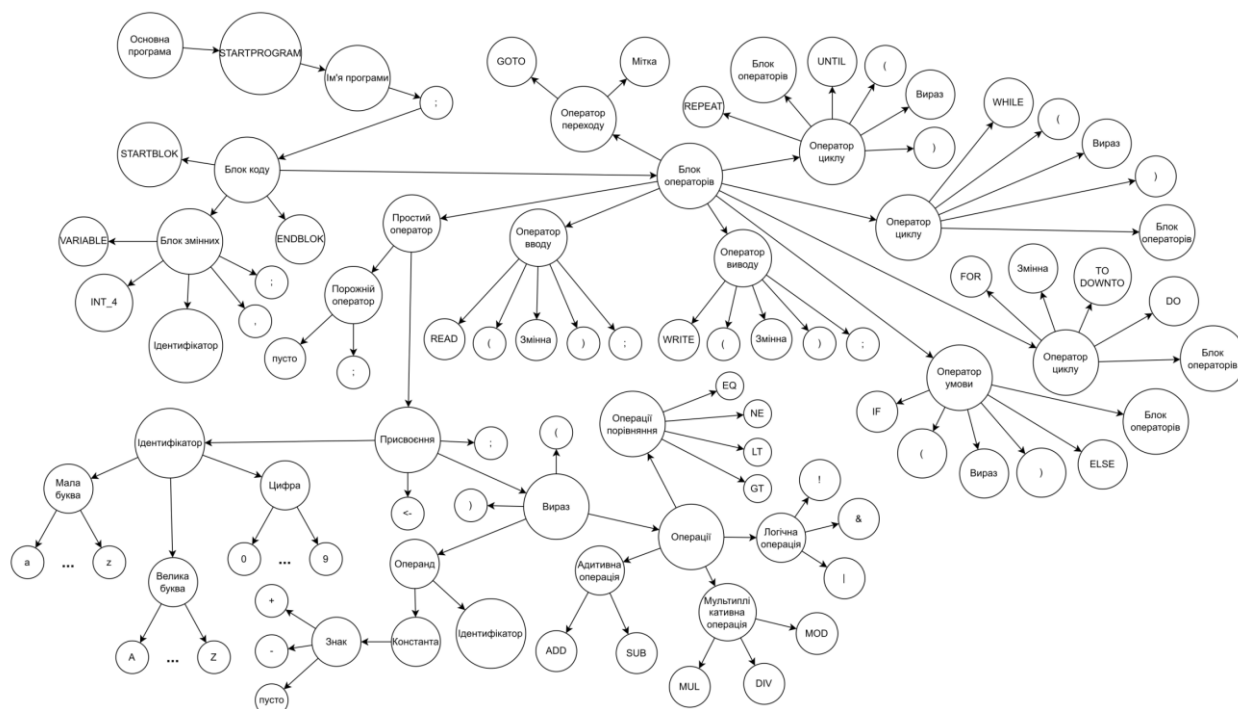 Основна
програма
STARTPROGRAM
Ім'я програми
;
GOTO
Мітка
Оператор
переходу
Блок
операторів
UNTIL
(
Вираз
REPEAT
Оператор
циклу
)
WHILE
(
Вираз
)
Оператор
циклу
Блок
операторів
STARTBLOK
Блок коду
Блок
операторів
VARIABLE
Блок змінних
ENDBLOK
INT_4
;
,
Ідентифікатор
Простий
оператор
Порожній
оператор
пусто
;
Оператор
вводу
READ
(
Змінна
)
;
Оператор
виводу
WRITE
(
Змінна
)
;
FOR
Змінна
TO
DOWNTO
DO
Оператор
циклу
Блок
операторів
Оператор
умови
IF
(
Вираз
)
ELSE
Блок
операторів
Ідентифікатор
Присвоєння
;
<-
Мала
буква
a
...
z
Цифра
0
...
9
Велика
буква
A
...
Z
(
)
Вираз
Операнд
Константа
Ідентифікатор
Знак
+
-
пусто
Операції
Операції
порівняння
EQ
NE
LT
GT
Логічна
операція
!
&
|
Адитивна
операція
ADD
SUB
Мультиплі
кативна
операція
MUL
DIV
MOD